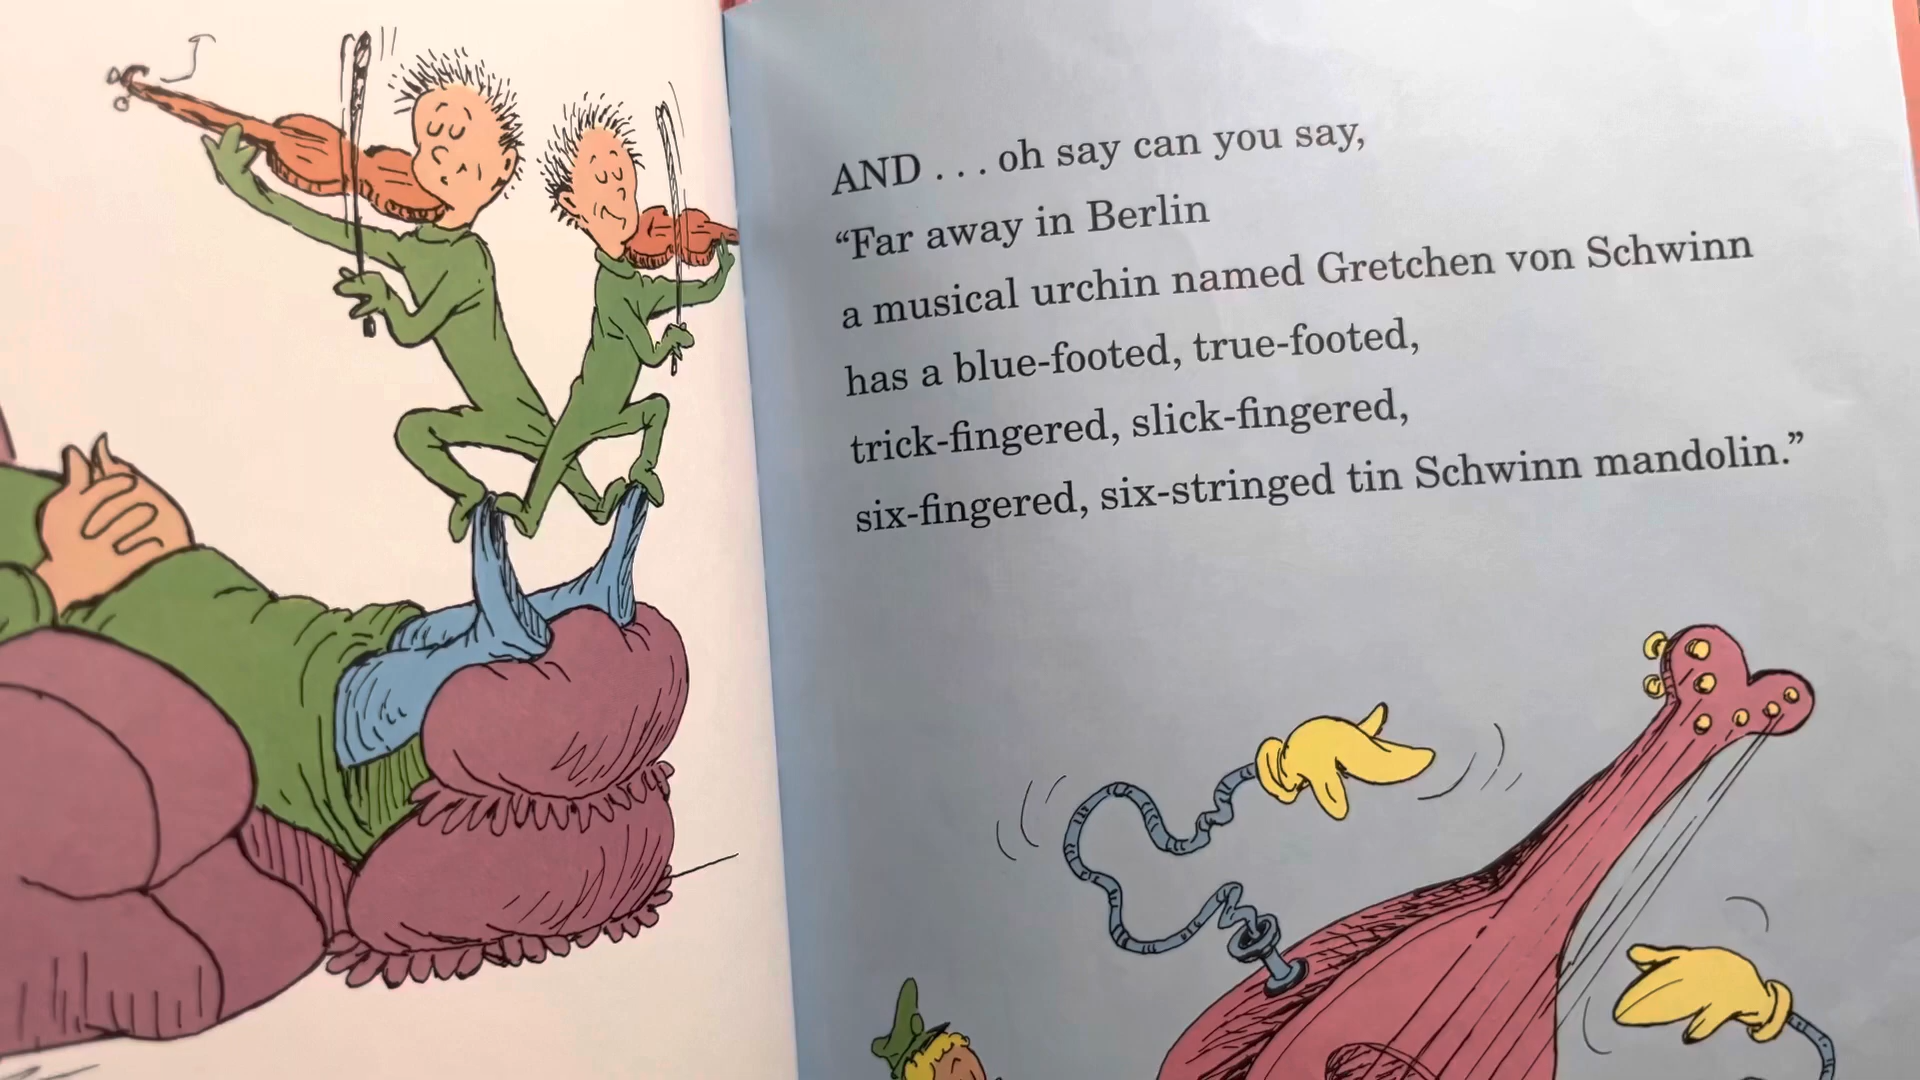 AND . . . oh say can you say,
“Far away in Berlin
a musical urchin named Gretchen von Schwinn
has a blue-footed, true-footed,
trick-fingered, slick-fingered,
six-fingered, six-stringed tin Schwinn mandolin.”